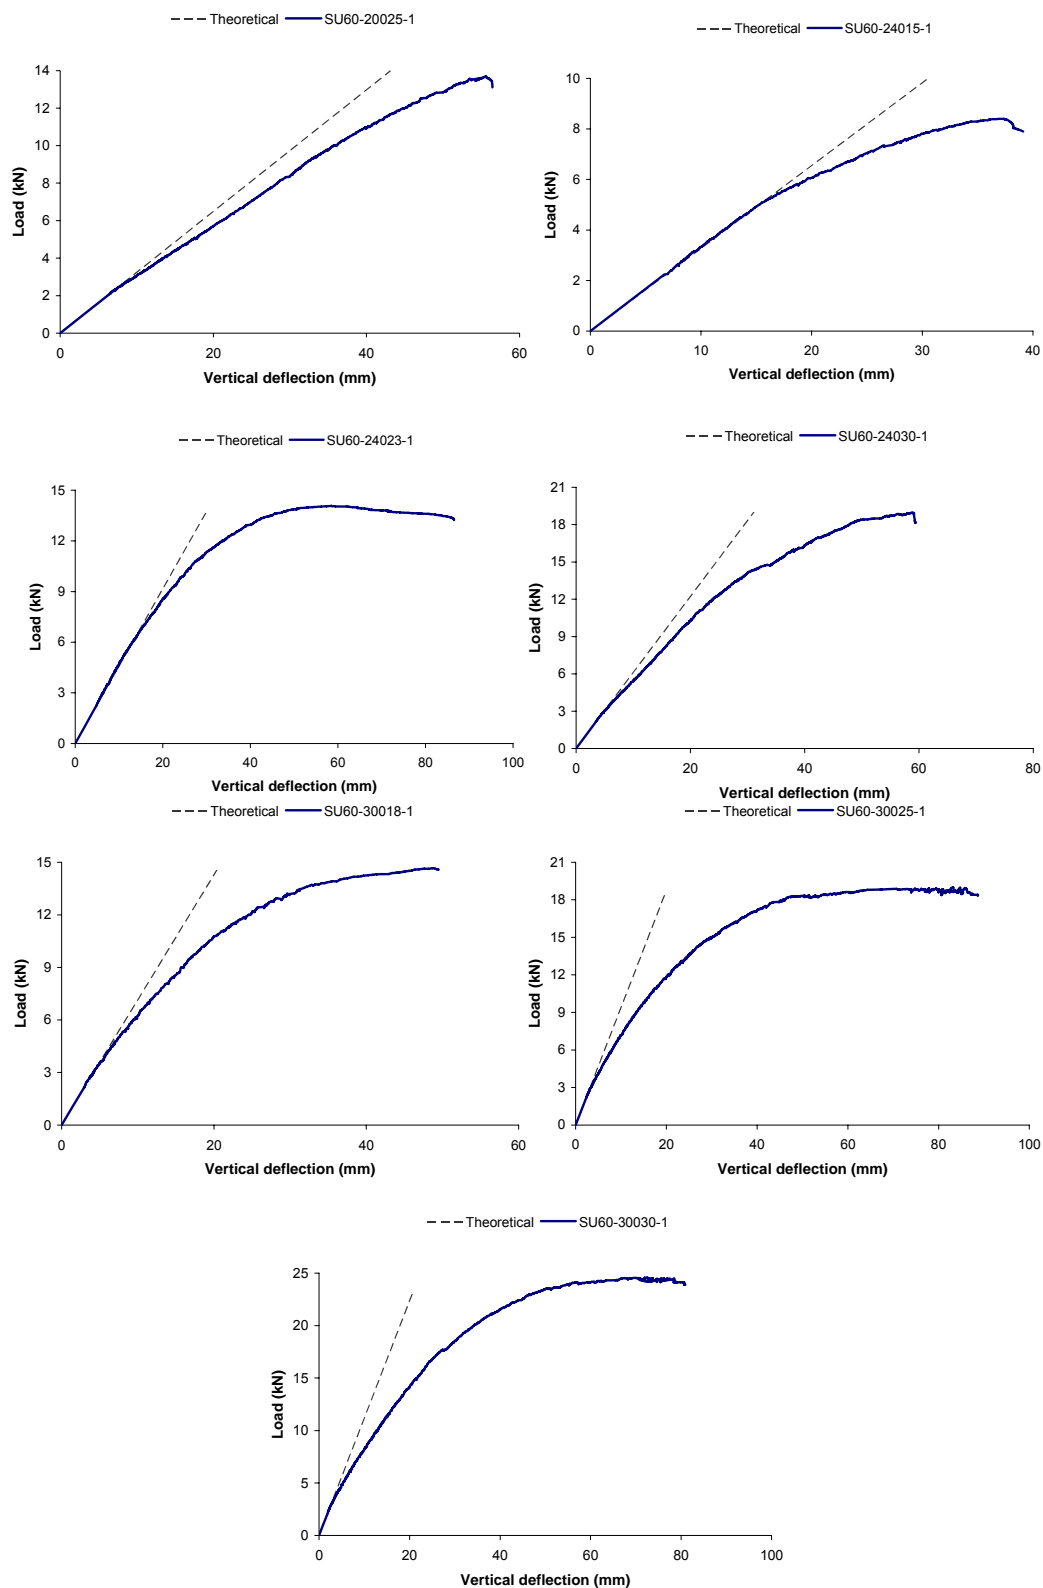 Theoretical SU60-20025-1
14
12
10
8
6
4
2
0
Load (kN)
0 20 40 60
Vertical deflection (mm)
Theoretical SU60-24015-1
10
8
6
4
2
0
Load (kN)
0 10 20 30 40
Vertical deflection (mm)
Theoretical SU60-24023-1
15
12
9
6
3
0
Load (kN)
0 20 40 60 80 100
Vertical deflection (mm)
Theoretical SU60-24030-1
21
18
15
12
9
6
3
0
Load (kN)
0 20 40 60 80
Vertical deflection (mm)
Theoretical SU60-30018-1
15
12
9
6
3
0
Load (kN)
0 20 40 60
Vertical deflection (mm)
Theoretical SU60-30025-1
21
18
15
12
9
6
3
0
Load (kN)
0 20 40 60 80 100
Vertical deflection (mm)
Theoretical SU60-30030-1
25
20
15
10
5
0
Load (kN)
0 20 40 60 80 100
Vertical deflection (mm)